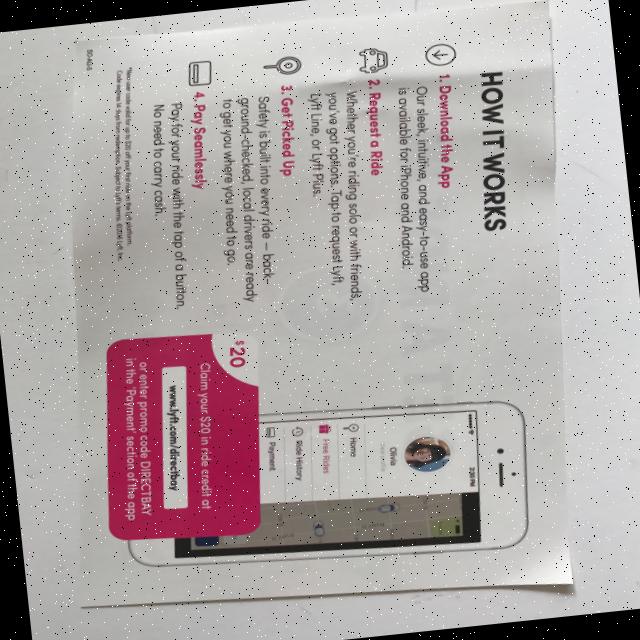 HOW IT WORKS
1. Download the App
Our sleek, intuitive, and easy-to-use app
is available for iPhone and Android.
2. Request a Ride
Whether you're riding solo or with friends,
you've got options. Tap to request Lyft,
Lyft Line, or Lyft Plus.
3. Get Picked Up
Safety is built into every ride — back-
ground-checked, local drivers are ready
to get you where you need to go.
4. Pay Seamlessly
Pay for your ride with the tap of a button.
No need to carry cash.
Olivia
Home
Free Rides
Ride History
Payment
$20
Claim your $20 in ride credit at
www.lyft.com/directbay
or enter promo code DIRECTBAY
in the 'Payment' section of the app